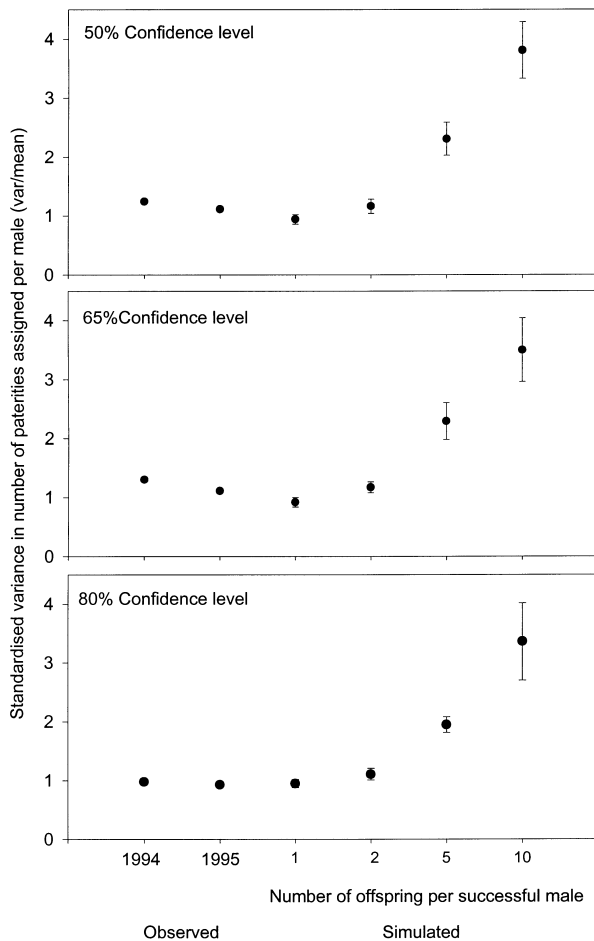 Standardised variance in number of paterities assigned per male (var/mean)
50% Confidence level
4
3
2
1
0
65%Confidence level
4
3
2
1
0
80% Confidence level
4
3
2
1
0
1994 1995 1 2 5 10
Number of offspring per successful male
Observed Simulated